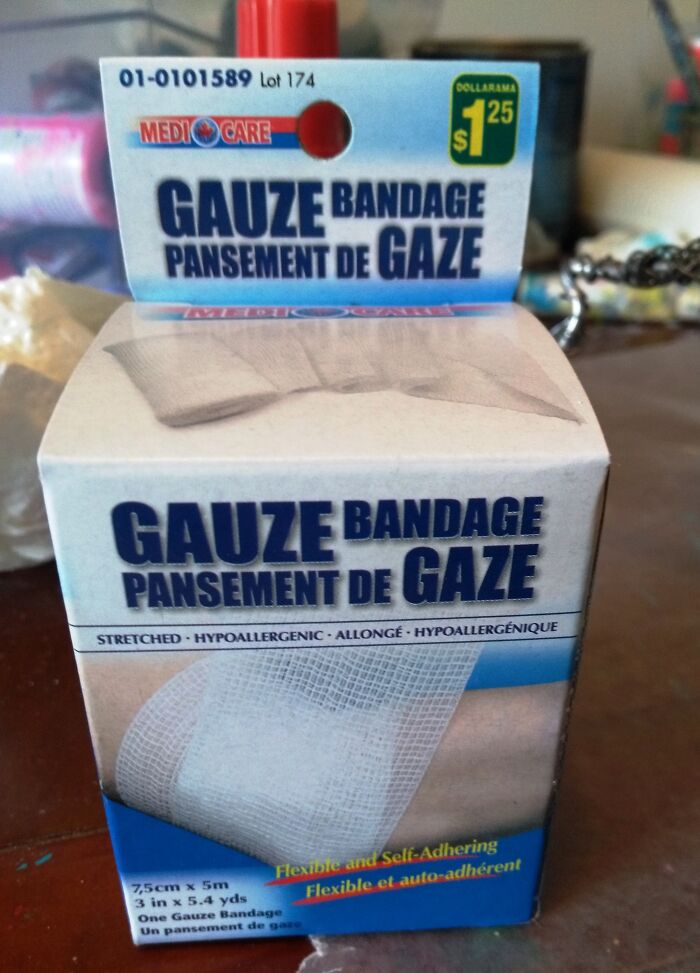 01-0101589 Lot 174
DOLLARAMA
$1.25
MEDI CARE
GAUZE BANDAGE
PANSEMENT DE GAZE
MEDI CARE
GAUZE BANDAGE
PANSEMENT DE GAZE
STRETCHED · HYPOALLERGENIC · ALLONGÉ · HYPOALLERGÉNIQUE
Flexible and Self-Adhering
Flexible et auto-adhérent
7,5cm x 5m
3 in x 5.4 yds
One Gauze Bandage
Un pansement de gaze